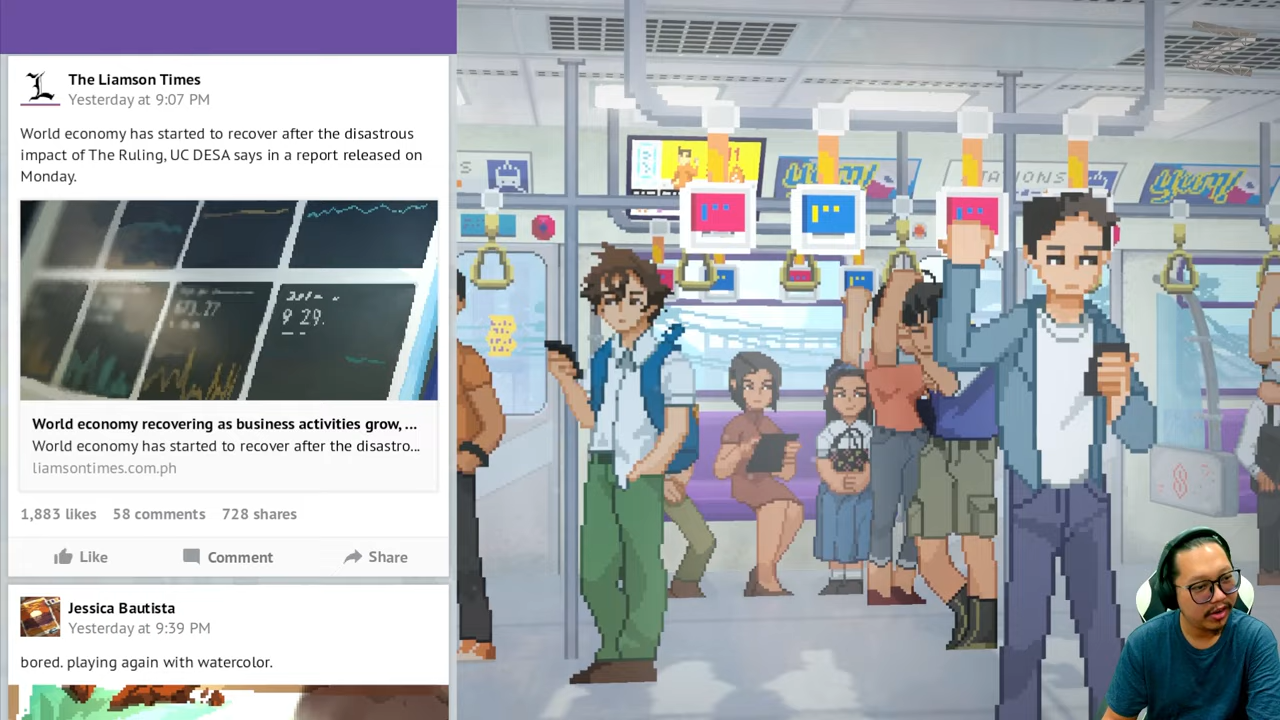 The Liamson Times
Yesterday at 9:07 PM
World economy has started to recover after the disastrous
impact of The Ruling, UC DESA says in a report released on
Monday.
World economy recovering as business activities grow, ...
World economy has started to recover after the disastro...
liamsontimes.com.ph
1,883 likes 58 comments 728 shares
Like Comment Share
Jessica Bautista
Yesterday at 9:39 PM
bored. playing again with watercolor.
STATIONS
Yum!
Yum!